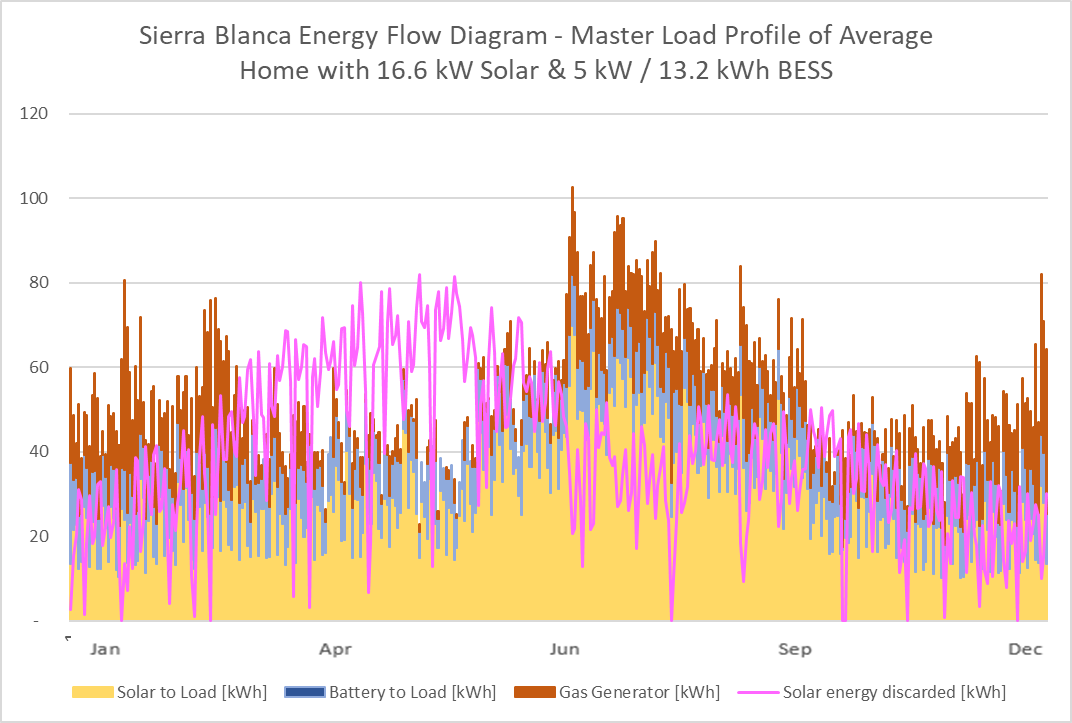 Sierra Blanca Energy Flow Diagram - Master Load Profile of Average
Home with 16.6 kW Solar & 5 kW / 13.2 kWh BESS
120
100
80
60
40
20
-
1
Jan Apr Jun Sep Dec
Solar to Load [kWh] Battery to Load [kWh] Gas Generator [kWh] Solar energy discarded [kWh]